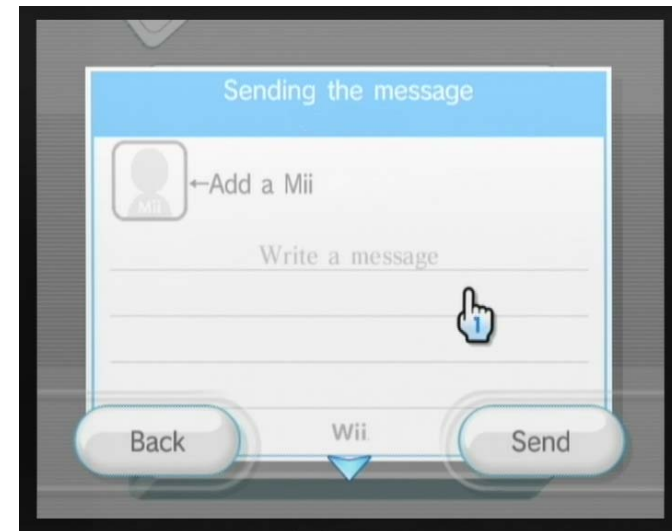 Sending the message
Mii
←Add a Mii
Write a message
1
Wii
Back
Send